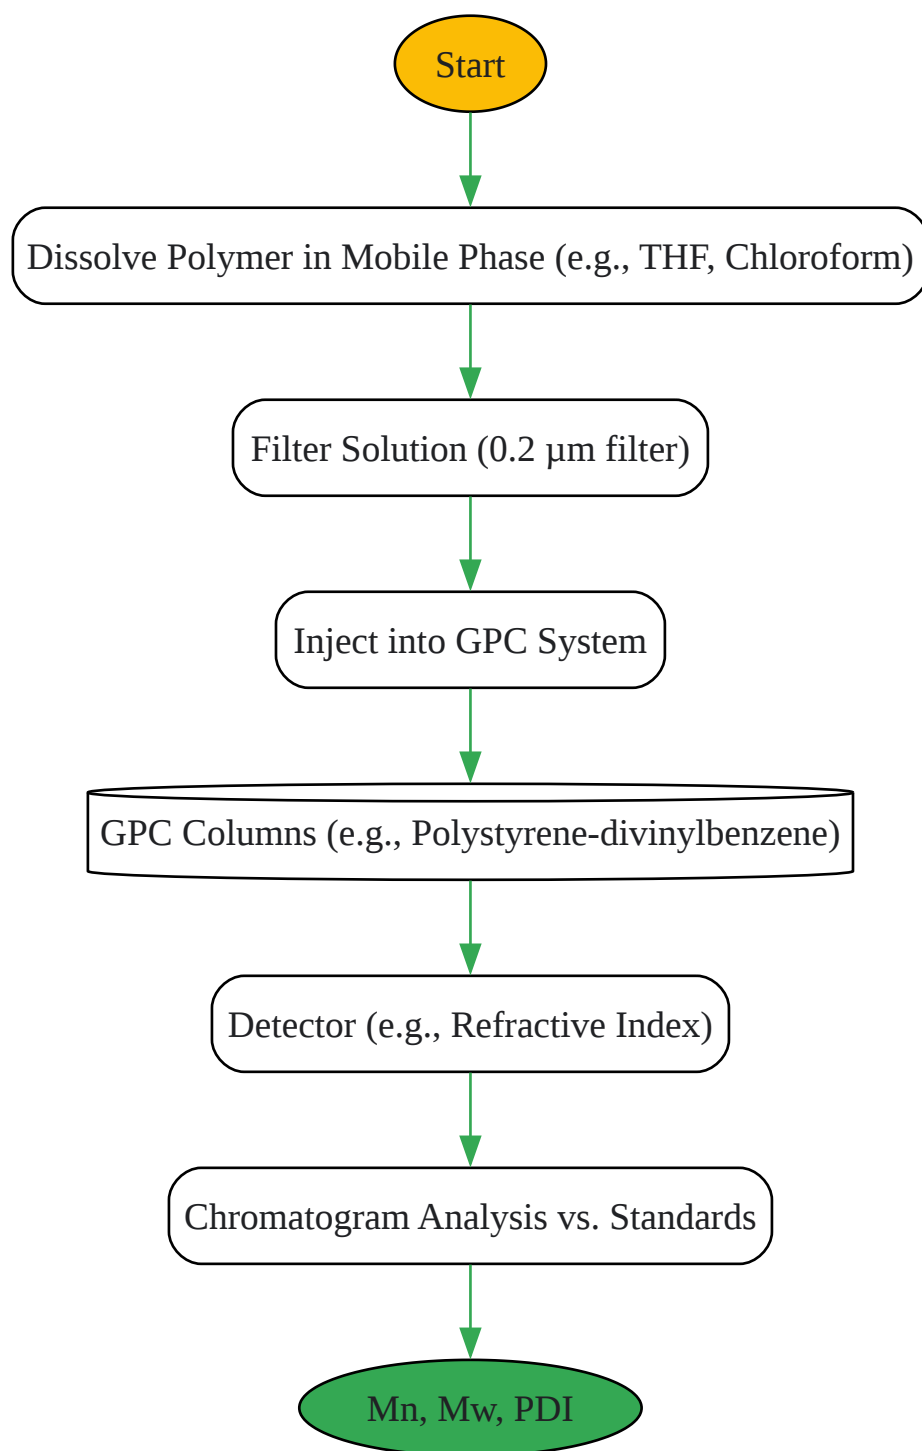 Start
Dissolve Polymer in Mobile Phase (e.g., THF, Chloroform)
Filter Solution (0.2 µm filter)
Inject into GPC System
GPC Columns (e.g., Polystyrene-divinylbenzene)
Detector (e.g., Refractive Index)
Chromatogram Analysis vs. Standards
Mn, Mw, PDI